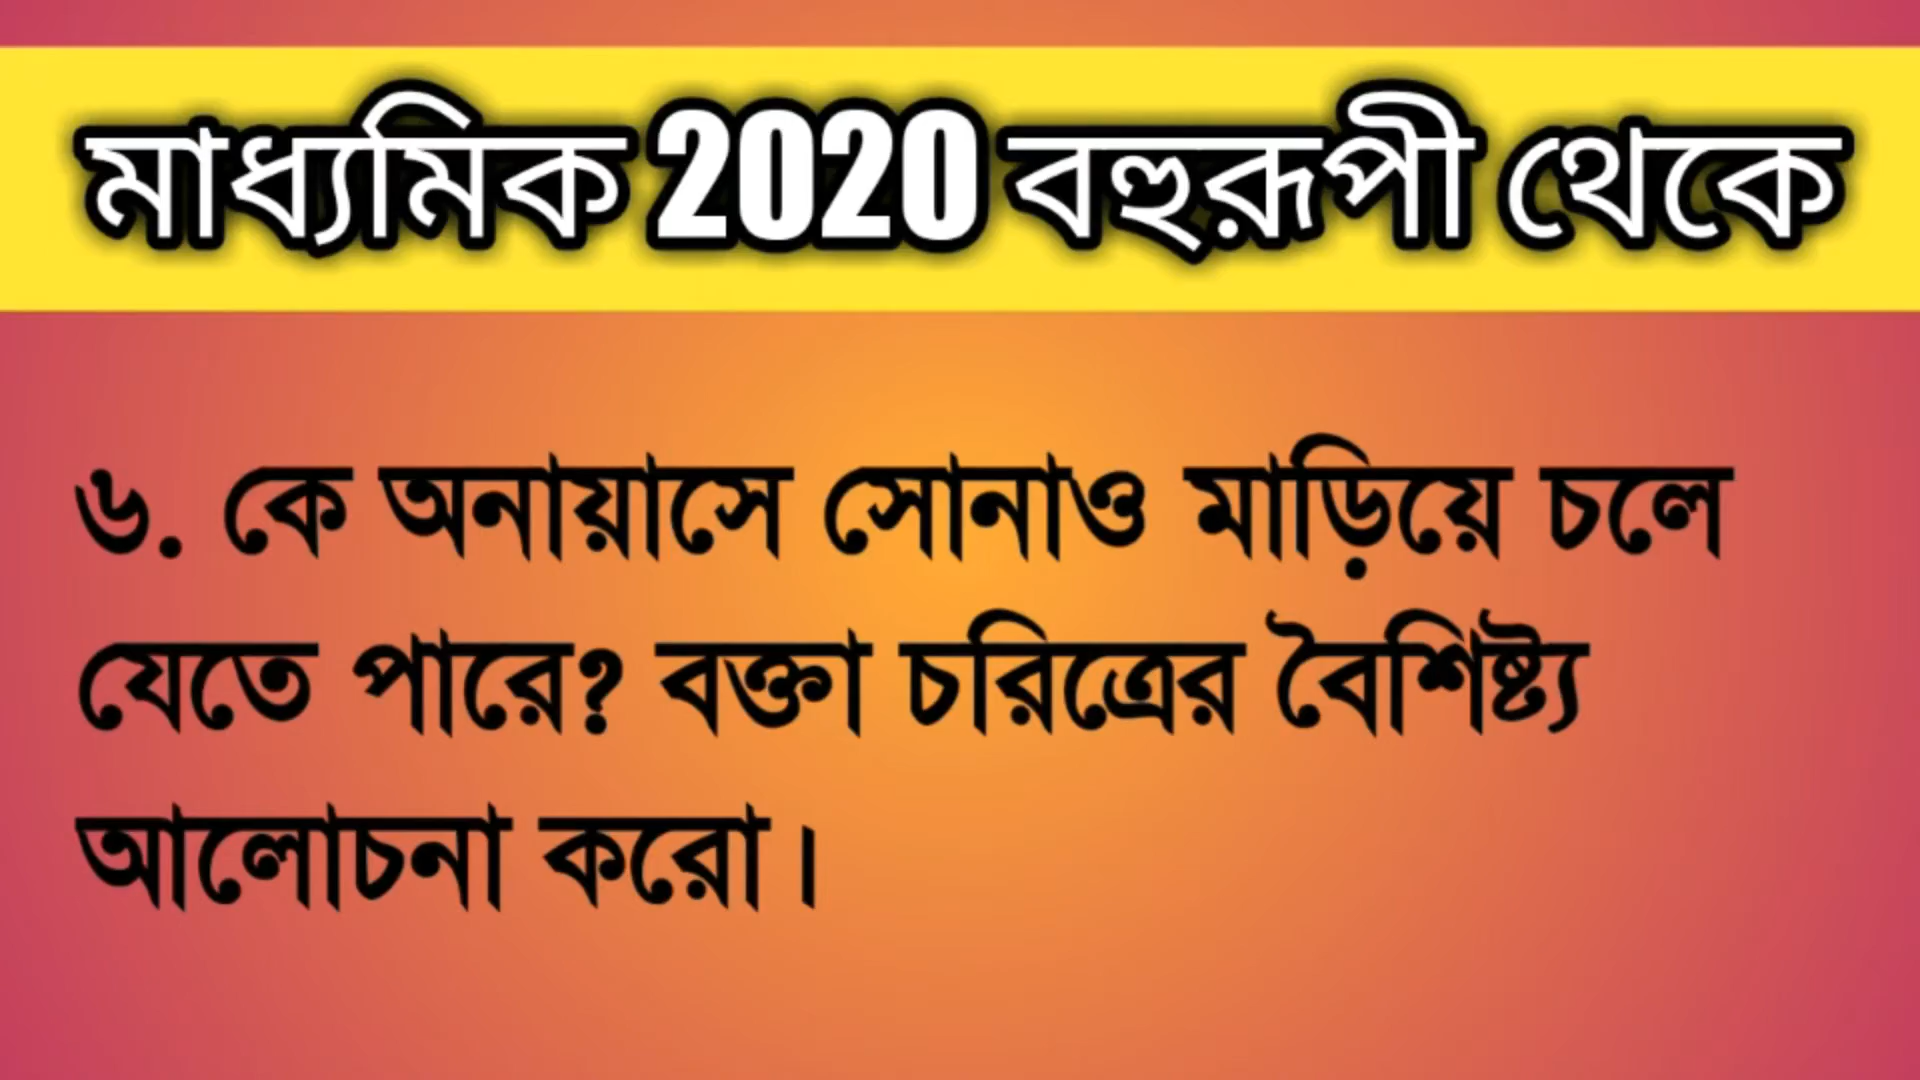 মাধ্যমিক 2020 বহুরূপী থেকে
৬. কে অনায়াসে সোনাও মাড়িয়ে চলে
যেতে পারে? বক্তা চরিত্রের বৈশিষ্ট্য
আলোচনা করো।